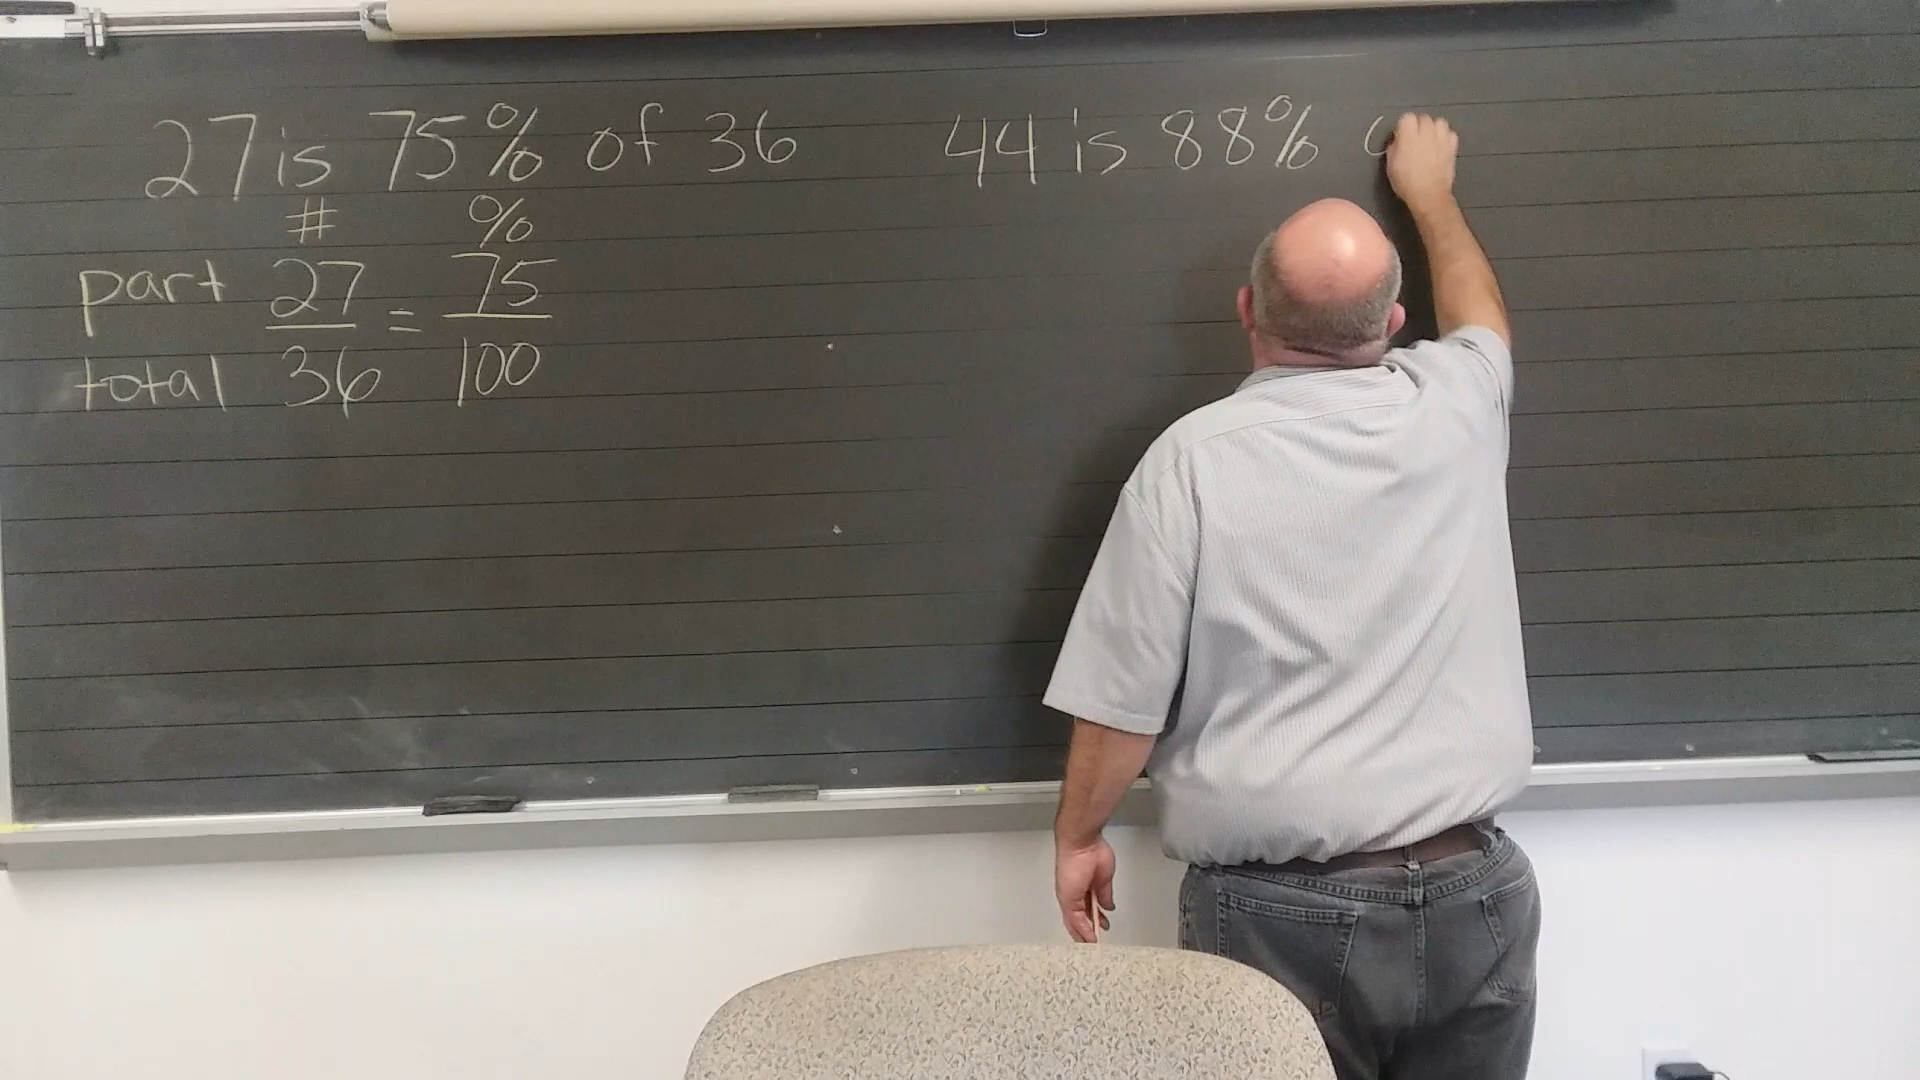 27 is 75% of 36
# %
part 27 = 75
total 36 100
44 is 88%